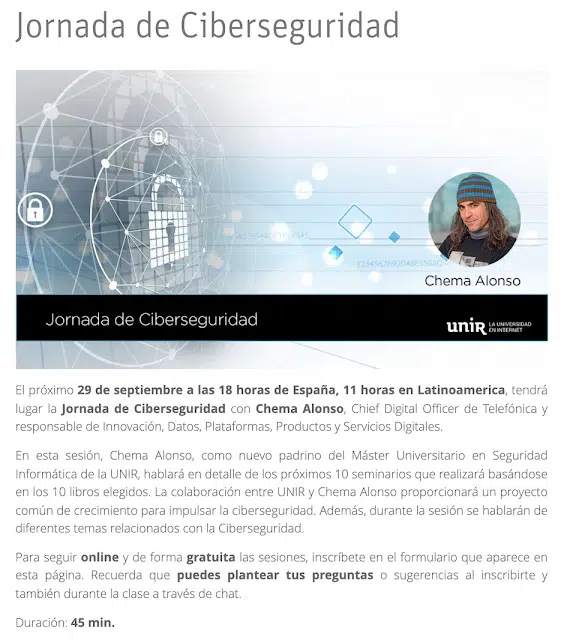 Jornada de Ciberseguridad
Chema Alonso
Jornada de Ciberseguridad
unir LA UNIVERSIDAD
EN INTERNET
El próximo 29 de septiembre a las 18 horas de España, 11 horas en Latinoamerica, tendrá
lugar la Jornada de Ciberseguridad con Chema Alonso, Chief Digital Officer de Telefónica y
responsable de Innovación, Datos, Plataformas, Productos y Servicios Digitales.
En esta sesión, Chema Alonso, como nuevo padrino del Máster Universitario en Seguridad
Informática de la UNIR, hablará en detalle de los próximos 10 seminarios que realizará basándose
en los 10 libros elegidos. La colaboración entre UNIR y Chema Alonso proporcionará un proyecto
común de crecimiento para impulsar la ciberseguridad. Además, durante la sesión se hablarán de
diferentes temas relacionados con la Ciberseguridad.
Para seguir online y de forma gratuita las sesiones, inscríbete en el formulario que aparece en
esta página. Recuerda que puedes plantear tus preguntas o sugerencias al inscribirte y
también durante la clase a través de chat.
Duración: 45 min.